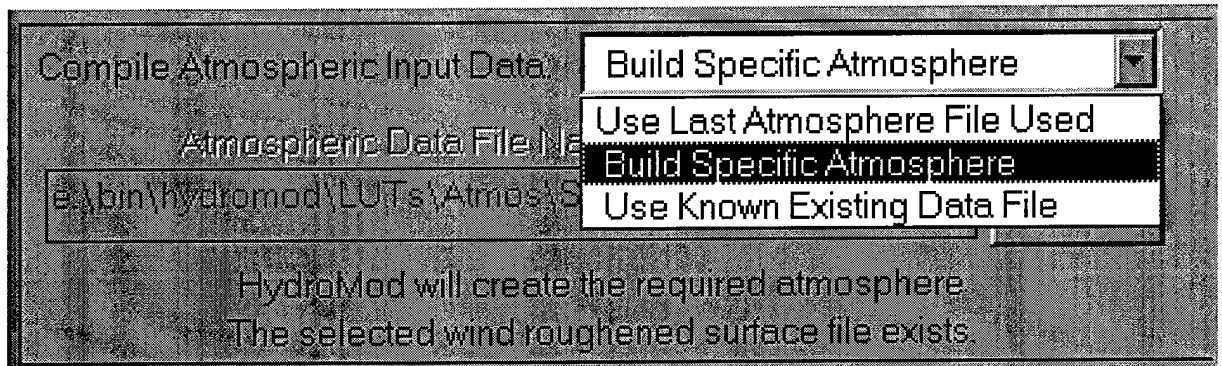 Compile Atmospheric Input Data: Build Specific Atmosphere
Use Last Atmosphere File Used
Atmospheric Data File Na
Build Specific Atmosphere
e:\bin\hydromod\LUTs\Atmos\S
Use Known Existing Data File
HydroMod will create the required atmosphere
The selected wind roughened surface file exists.